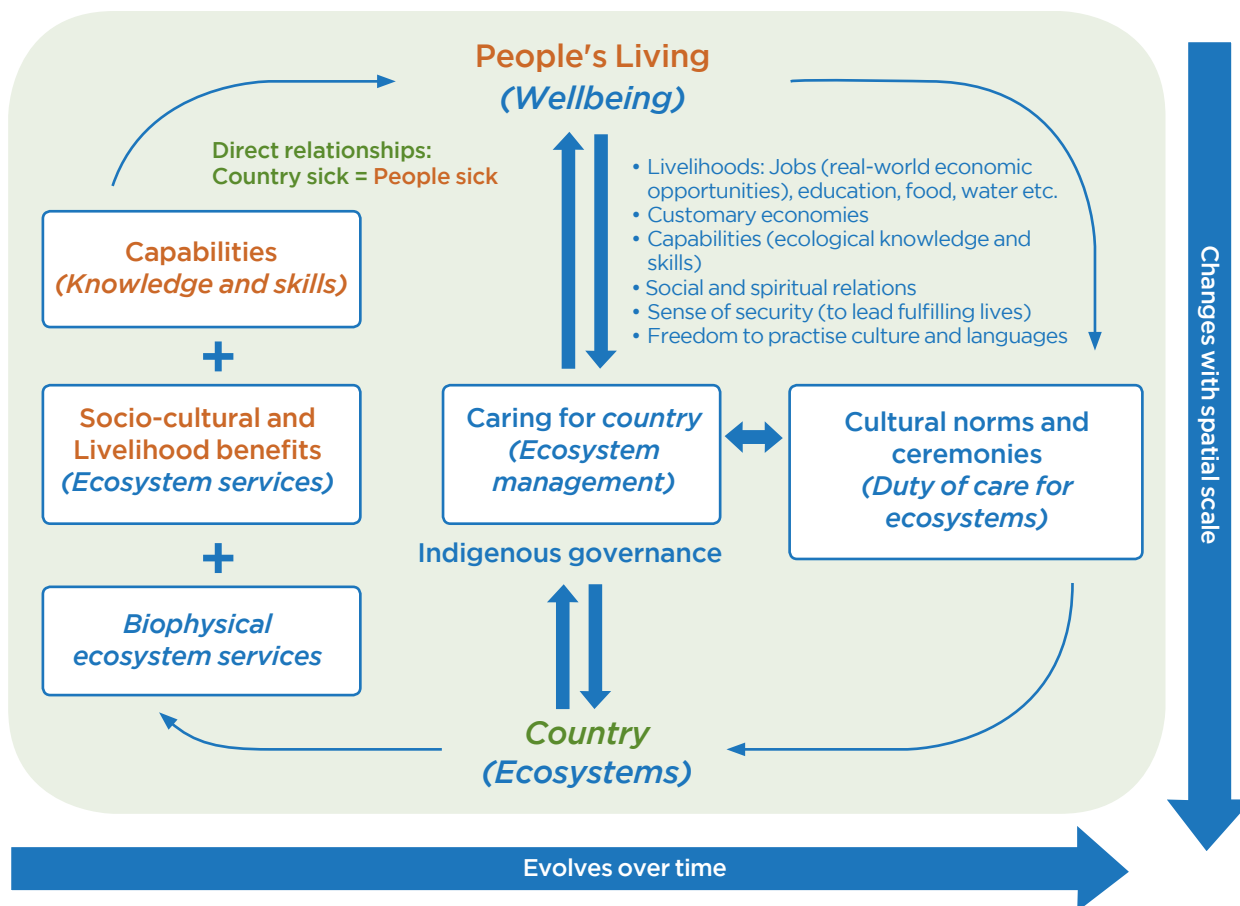 People's Living
(Wellbeing)
Direct relationships:
Country sick = People sick
• Livelihoods: Jobs (real-world economic
opportunities), education, food, water etc.
• Customary economies
• Capabilities (ecological knowledge and
skills)
• Social and spiritual relations
• Sense of security (to lead fulfilling lives)
• Freedom to practise culture and languages
Capabilities
(Knowledge and skills)
+
Socio-cultural and
Livelihood benefits
(Ecosystem services)
+
Biophysical
ecosystem services
Caring for country
(Ecosystem
management)
Indigenous governance
Cultural norms and
ceremonies
(Duty of care for
ecosystems)
Country
(Ecosystems)
Changes with spatial scale
Evolves over time